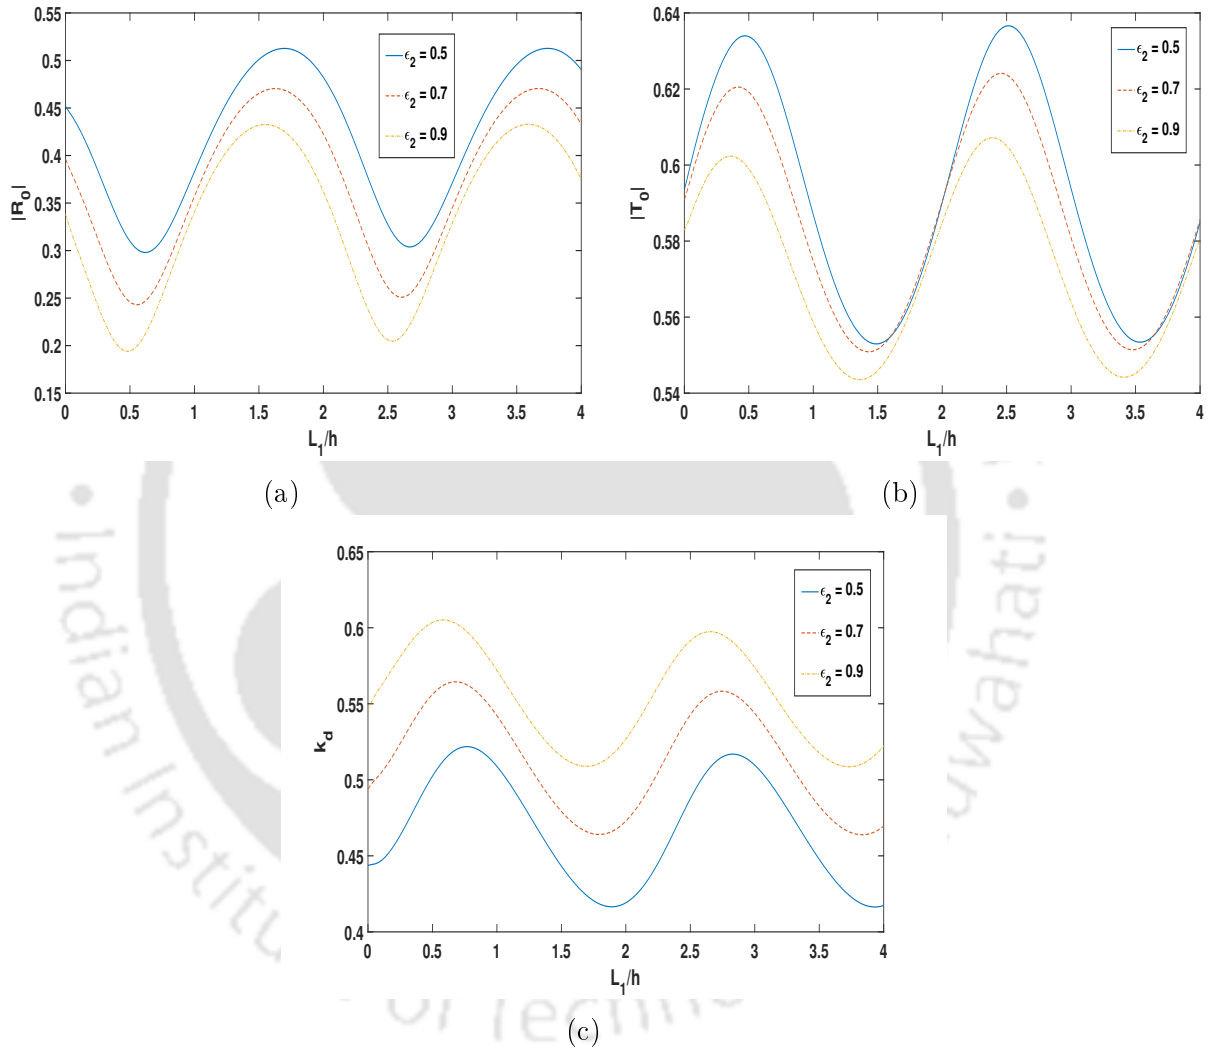 0.55
0.5
0.45
0.4
0.35
0.3
0.25
0.2
0.15
|R₀|
0 0.5 1 1.5 2 2.5 3 3.5 4
L₁/h
ϵ₂ = 0.5
ϵ₂ = 0.7
ϵ₂ = 0.9
(a)
0.64
0.62
0.6
0.58
0.56
0.54
|T₀|
0 0.5 1 1.5 2 2.5 3 3.5 4
L₁/h
ϵ₂ = 0.5
ϵ₂ = 0.7
ϵ₂ = 0.9
(b)
0.65
0.6
0.55
0.5
0.45
0.4
k_d
0 0.5 1 1.5 2 2.5 3 3.5 4
L₁/h
ϵ₂ = 0.5
ϵ₂ = 0.7
ϵ₂ = 0.9
(c)
Indian Institu
of Techn
uwahati